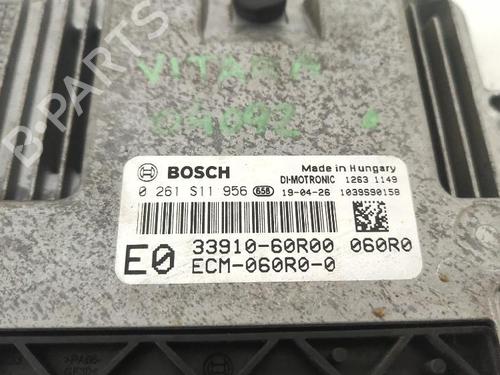 VITARA
04092
BOSCH
Made in Hungary
DI-MOTRONIC 1263 1149
0 261 S11 956 658 19-04-26 1039S90158
E0
33910-60R00 060R0
ECM-060R0-0
B-PARTS